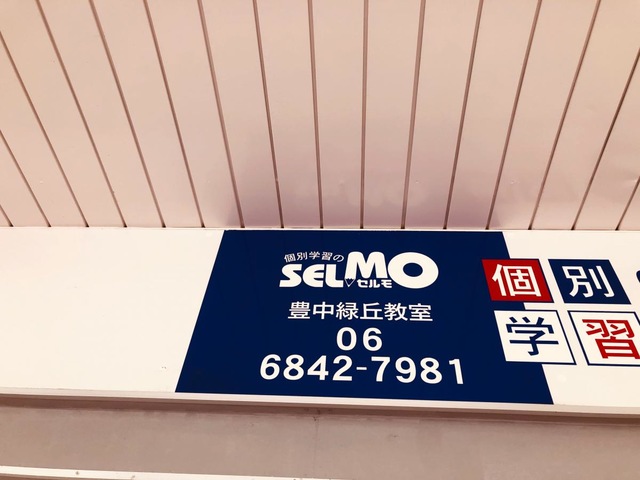 個別学習の
SELMO
セルモ
豊中緑丘教室
06
6842-7981
個別
学習